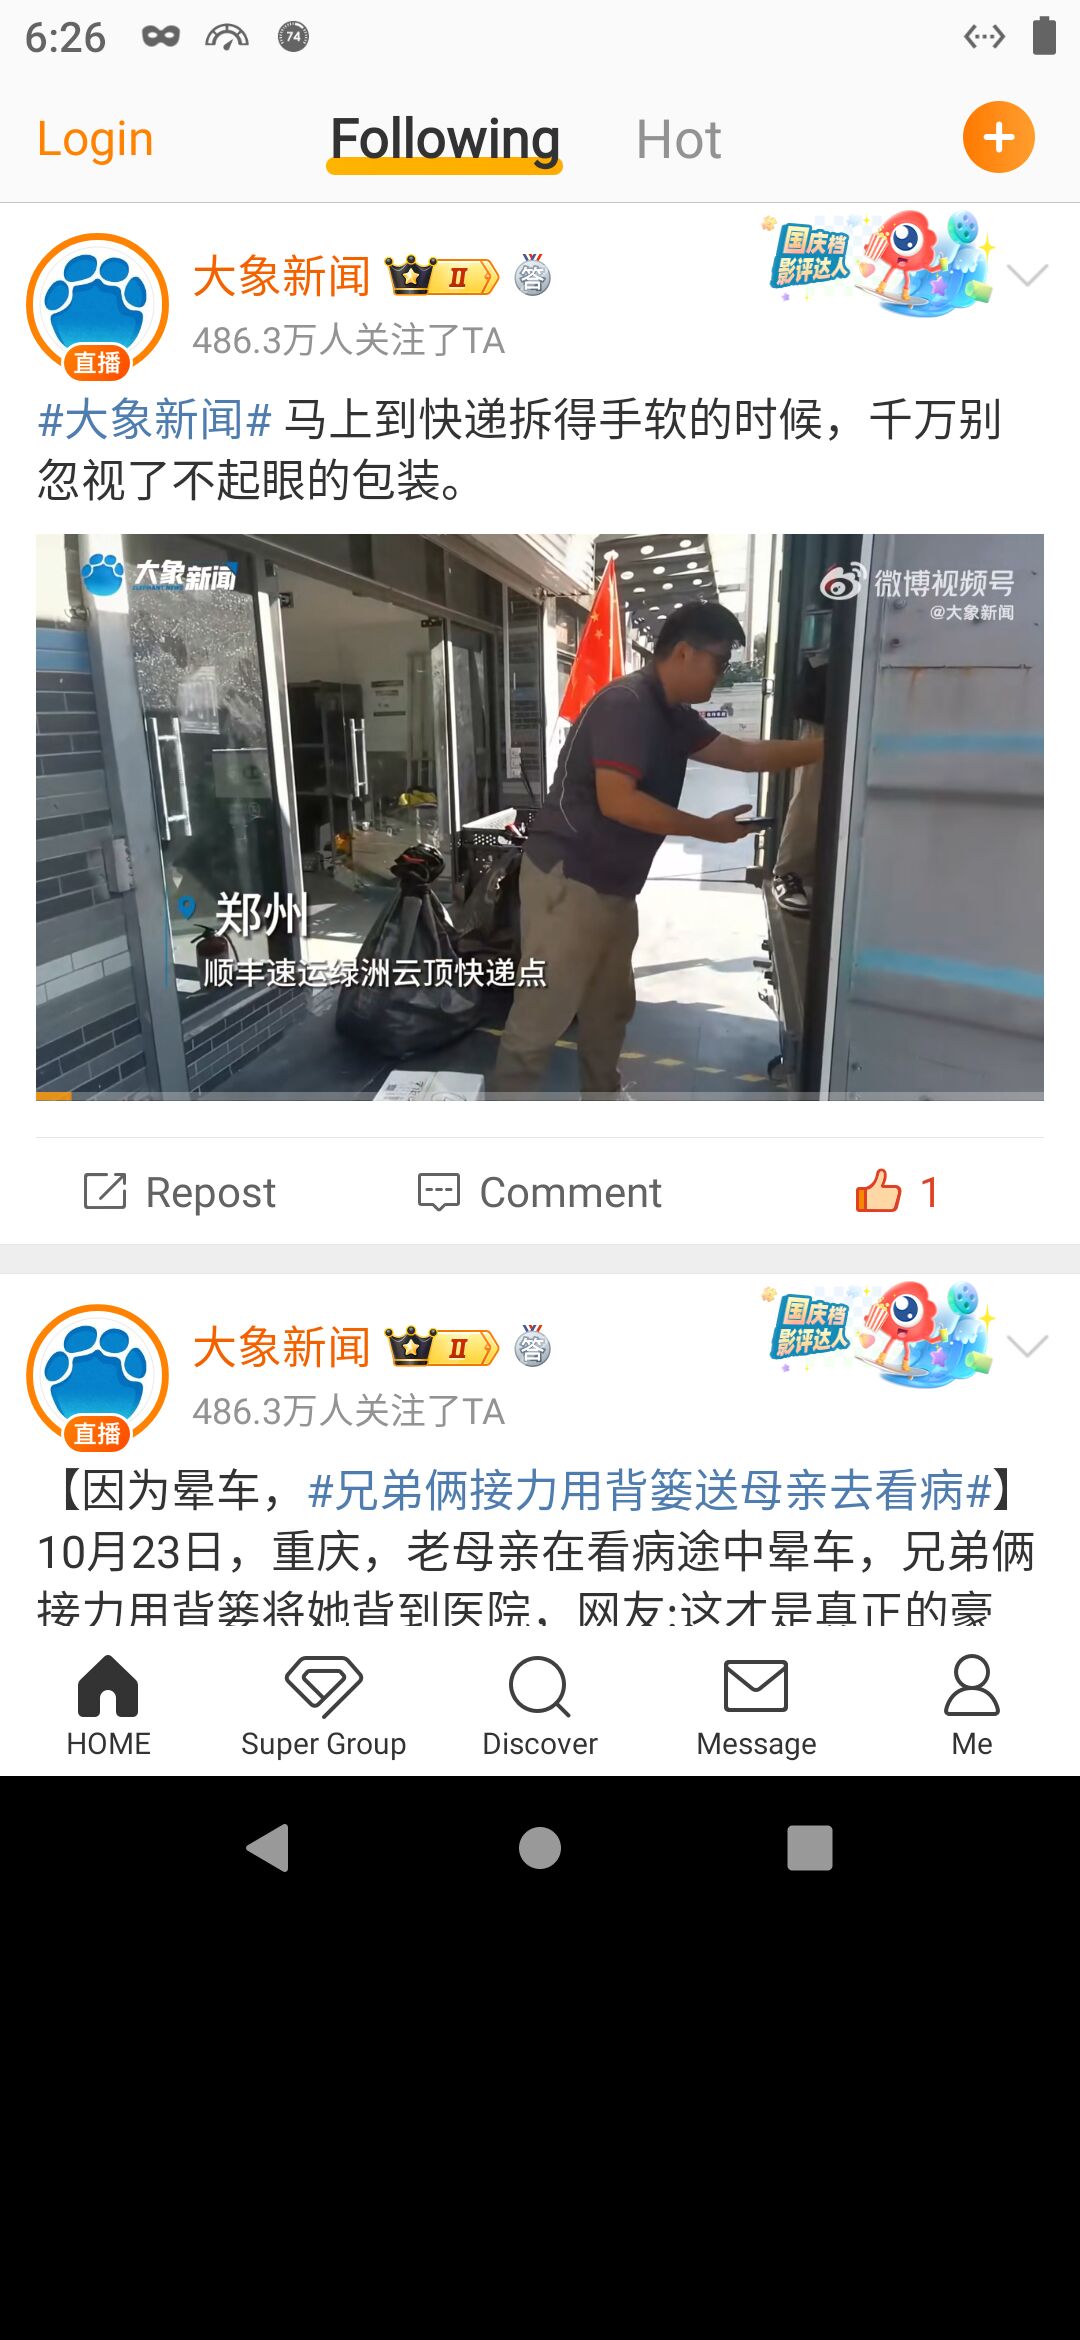 6:26
74
Login
Following
Hot
大象新闻
II
答
国庆档
影评达人
486.3万人关注了TA
直播
#大象新闻# 马上到快递拆得手软的时候，千万别
忽视了不起眼的包装。
大象新闻
ELEPHANT NEWS
微博视频号
@大象新闻
郑州
顺丰速运绿洲云顶快递点
Repost
Comment
1
大象新闻
II
答
国庆档
影评达人
486.3万人关注了TA
直播
【因为晕车，#兄弟俩接力用背篓送母亲去看病#】
10月23日，重庆，老母亲在看病途中晕车，兄弟俩
接力用背篓将她背到医院，网友:这才是真正的豪
HOME
Super Group
Discover
Message
Me